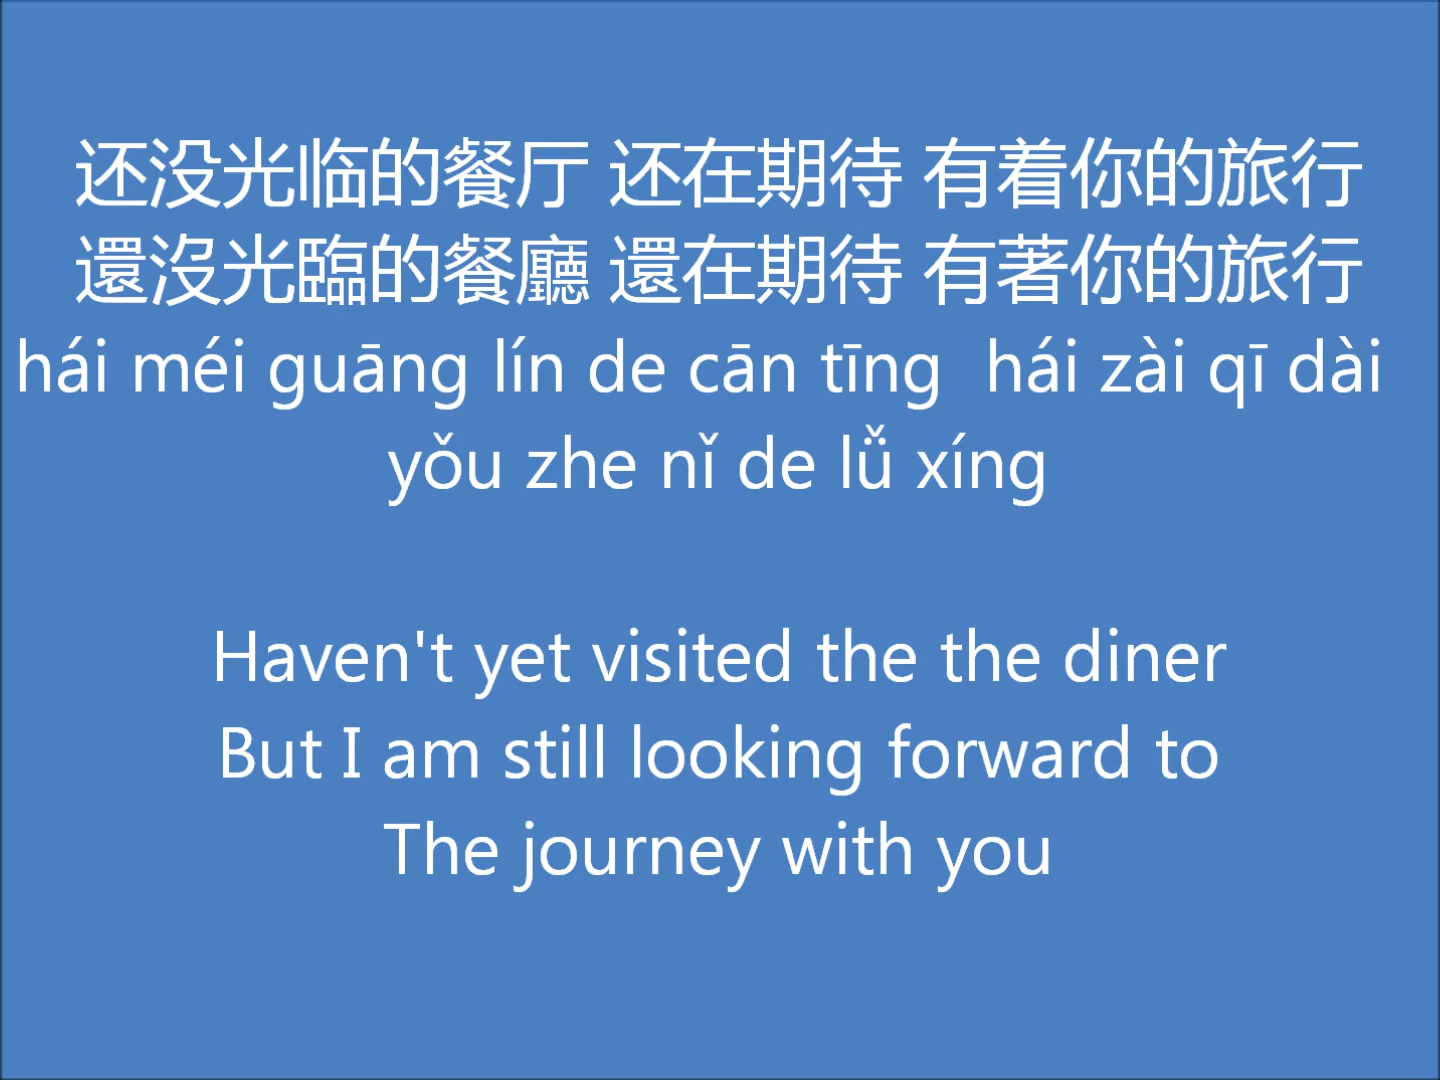 还没光临的餐厅 还在期待 有着你的旅行
還沒光臨的餐廳 還在期待 有著你的旅行
hái méi guāng lín de cān tīng  hái zài qī dài
yǒu zhe nǐ de lǚ xíng
Haven't yet visited the the diner
But I am still looking forward to
The journey with you